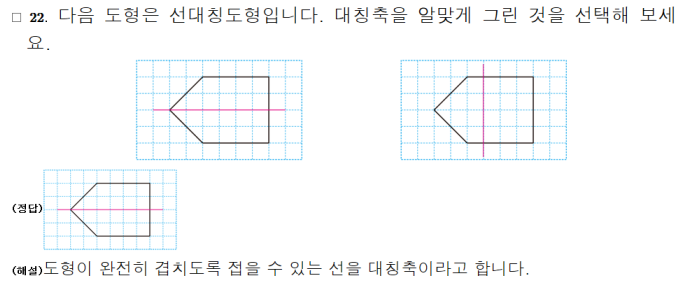 □ 22. 다음 도형은 선대칭도형입니다. 대칭축을 알맞게 그린 것을 선택해 보세
요.
(정답)
(해설)도형이 완전히 겹치도록 접을 수 있는 선을 대칭축이라고 합니다.